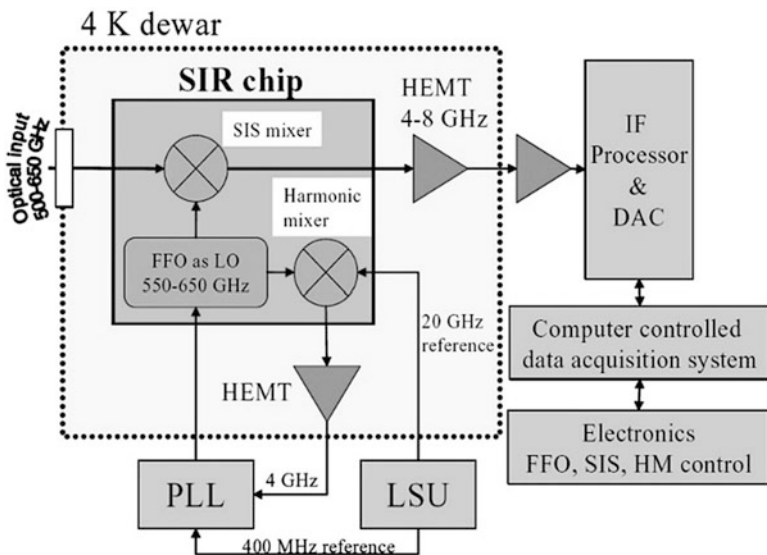 4 K dewar
SIR chip
HEMT
4-8 GHz
SIS mixer
Optical input
500-650 GHz
Harmonic
mixer
FFO as LO
550-650 GHz
IF
Processor
&
DAC
20 GHz
reference
Computer controlled
data acquisition system
HEMT
Electronics
FFO, SIS, HM control
PLL
4 GHz
LSU
400 MHz reference